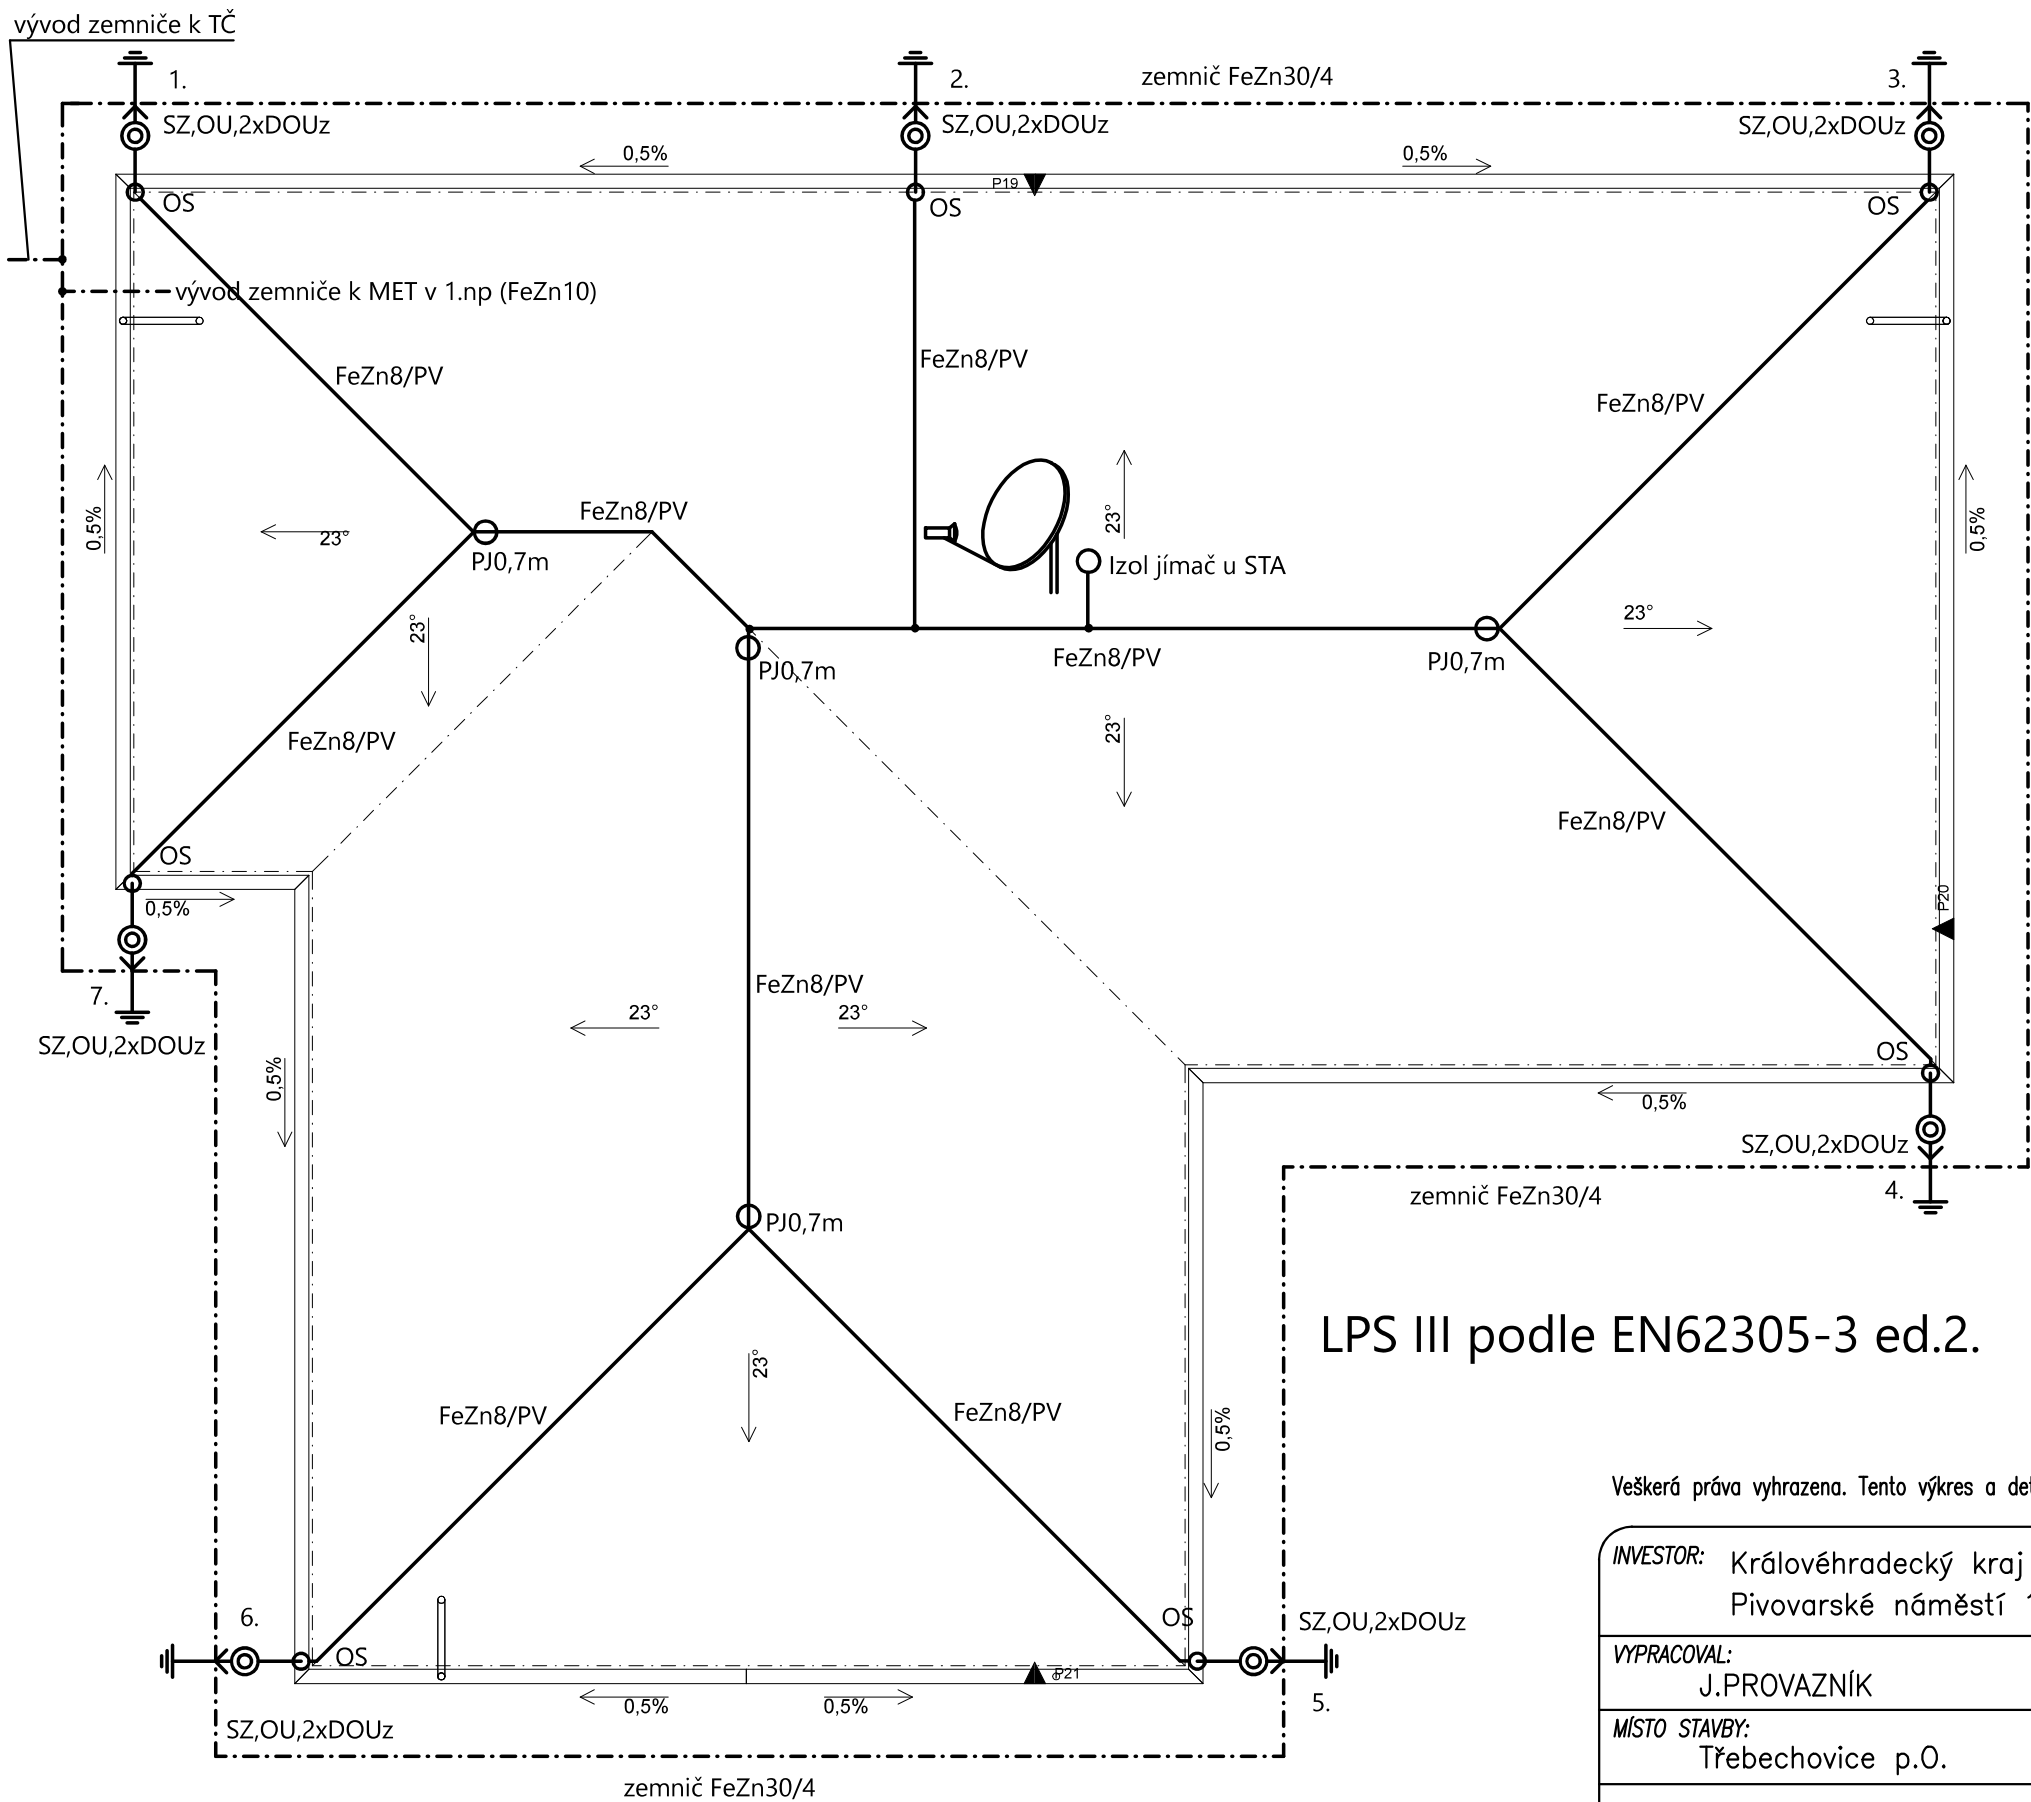 vývod zemniče k TČ
1.
2.
zemnič FeZn30/4
3.
SZ,OU,2xDOUz
SZ,OU,2xDOUz
SZ,OU,2xDOUz
0,5%
0,5%
P19
OS
OS
OS
vývod zemniče k MET v 1.np (FeZn10)
FeZn8/PV
FeZn8/PV
FeZn8/PV
0,5%
23°
FeZn8/PV
PJ0,7m
23°
Izol jímač u STA
0,5%
23°
23°
PJ0,7m
FeZn8/PV
PJ0,7m
FeZn8/PV
23°
FeZn8/PV
OS
0,5%
P20
7.
SZ,OU,2xDOUz
FeZn8/PV
23°
23°
0,5%
OS
0,5%
SZ,OU,2xDOUz
zemnič FeZn30/4
4.
PJ0,7m
LPS III podle EN62305-3 ed.2.
23°
FeZn8/PV
FeZn8/PV
0,5%
Veškerá práva vyhrazena. Tento výkres a
INVESTOR: Královéhradecký kraj
Pivovarské náměstí
6.
OS
OS
SZ,OU,2xDOUz
VYPRACOVAL:
J.PROVAZNÍK
P21
0,5%
0,5%
5.
SZ,OU,2xDOUz
MÍSTO STAVBY:
Třebechovice p.O.
zemnič FeZn30/4